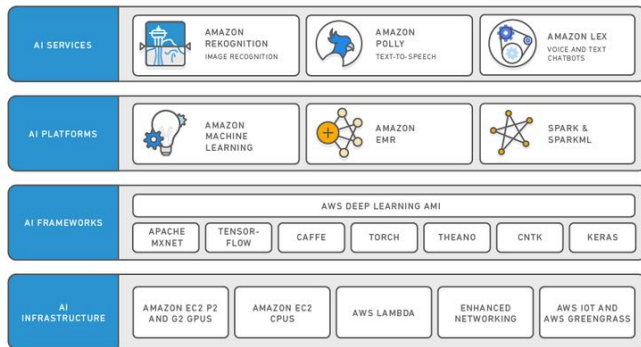 AI SERVICES
AMAZON
REKOGNITION
IMAGE RECOGNITION
AMAZON
POLLY
TEXT-TO-SPEECH
AMAZON LEX
VOICE AND TEXT
CHATBOTS
AI PLATFORMS
AMAZON
MACHINE
LEARNING
AMAZON
EMR
SPARK &
SPARKML
AI FRAMEWORKS
AWS DEEP LEARNING AMI
APACHE
MXNET
TENSOR-
FLOW
CAFFE
TORCH
THEANO
CNTK
KERAS
AI
INFRASTRUCTURE
AMAZON EC2 P2
AND G2 GPUS
AMAZON EC2
CPUS
AWS LAMBDA
ENHANCED
NETWORKING
AWS IOT AND
AWS GREENGRASS